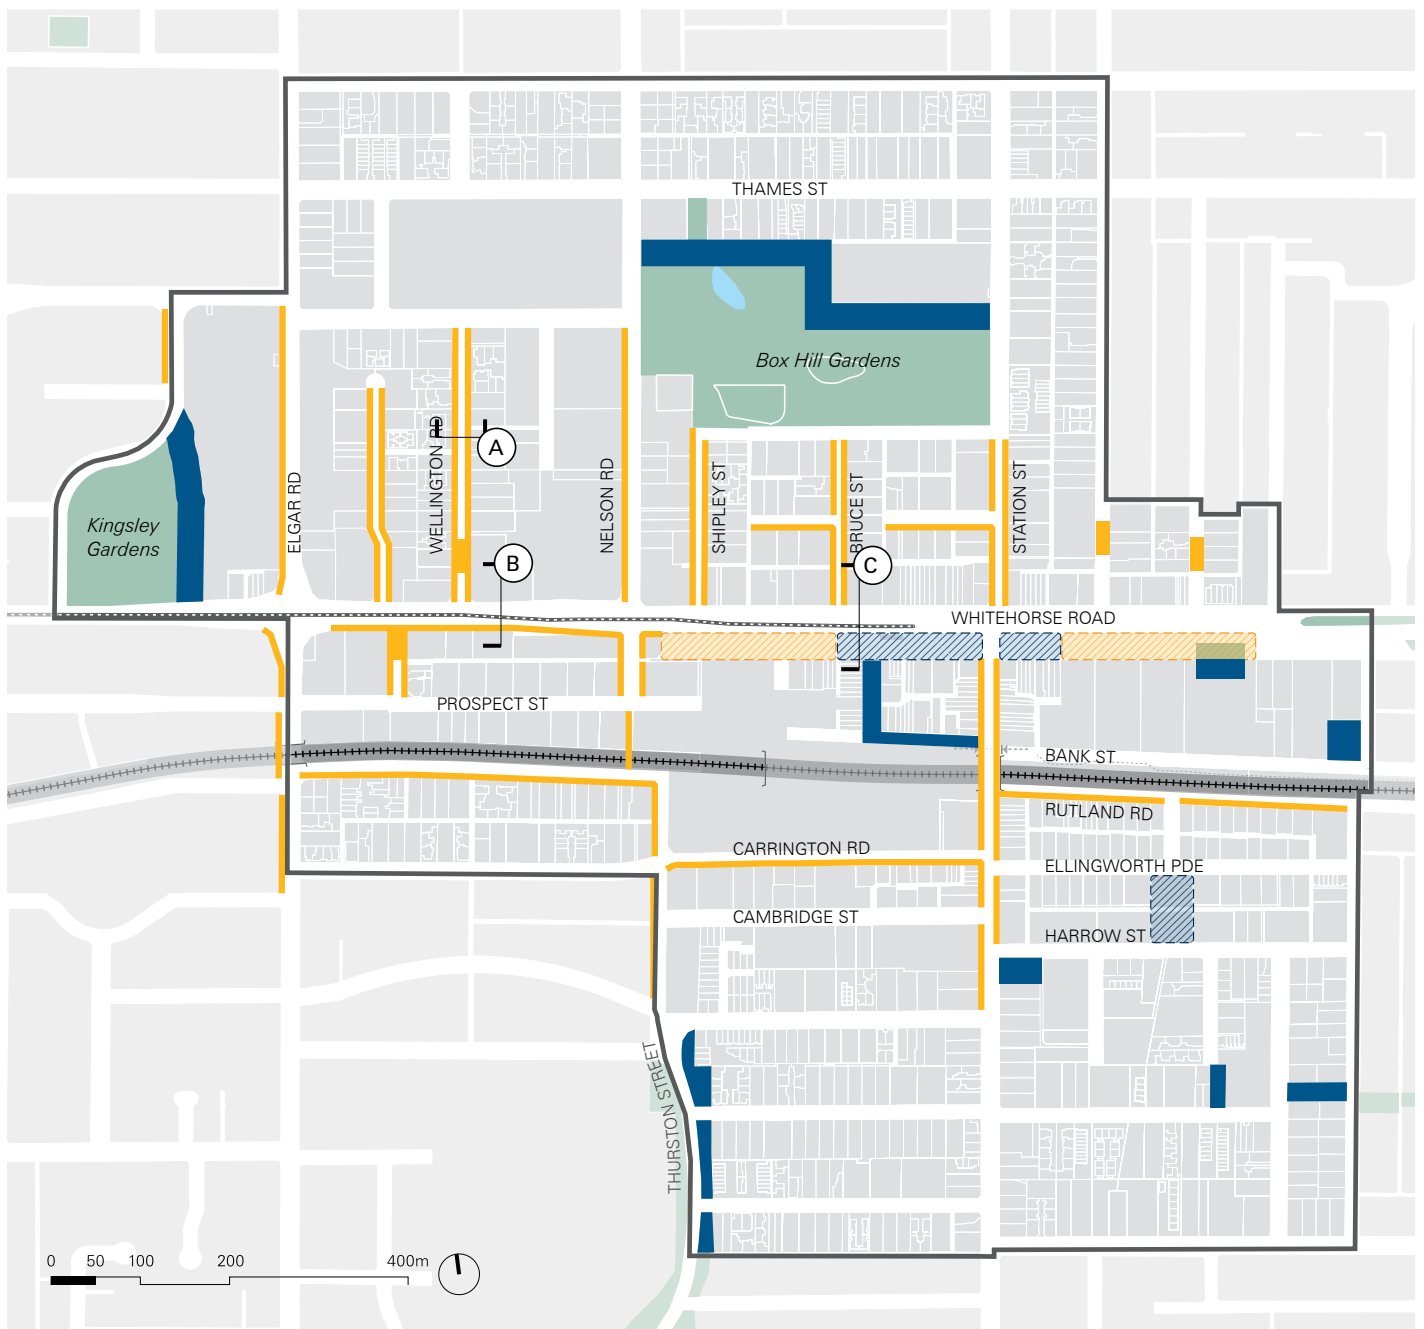 THAMES ST
Box Hill Gardens
WELLINGTON RD
A
ELGAR RD
NELSON RD
SHIPLEY ST
BRUCE ST
STATION ST
Kingsley
Gardens
B
C
WHITEHORSE ROAD
PROSPECT ST
BANK ST
RUTLAND RD
CARRINGTON RD
ELLINGWORTH PDE
CAMBRIDGE ST
HARROW ST
THURSTON STREET
0 50 100 200 400m